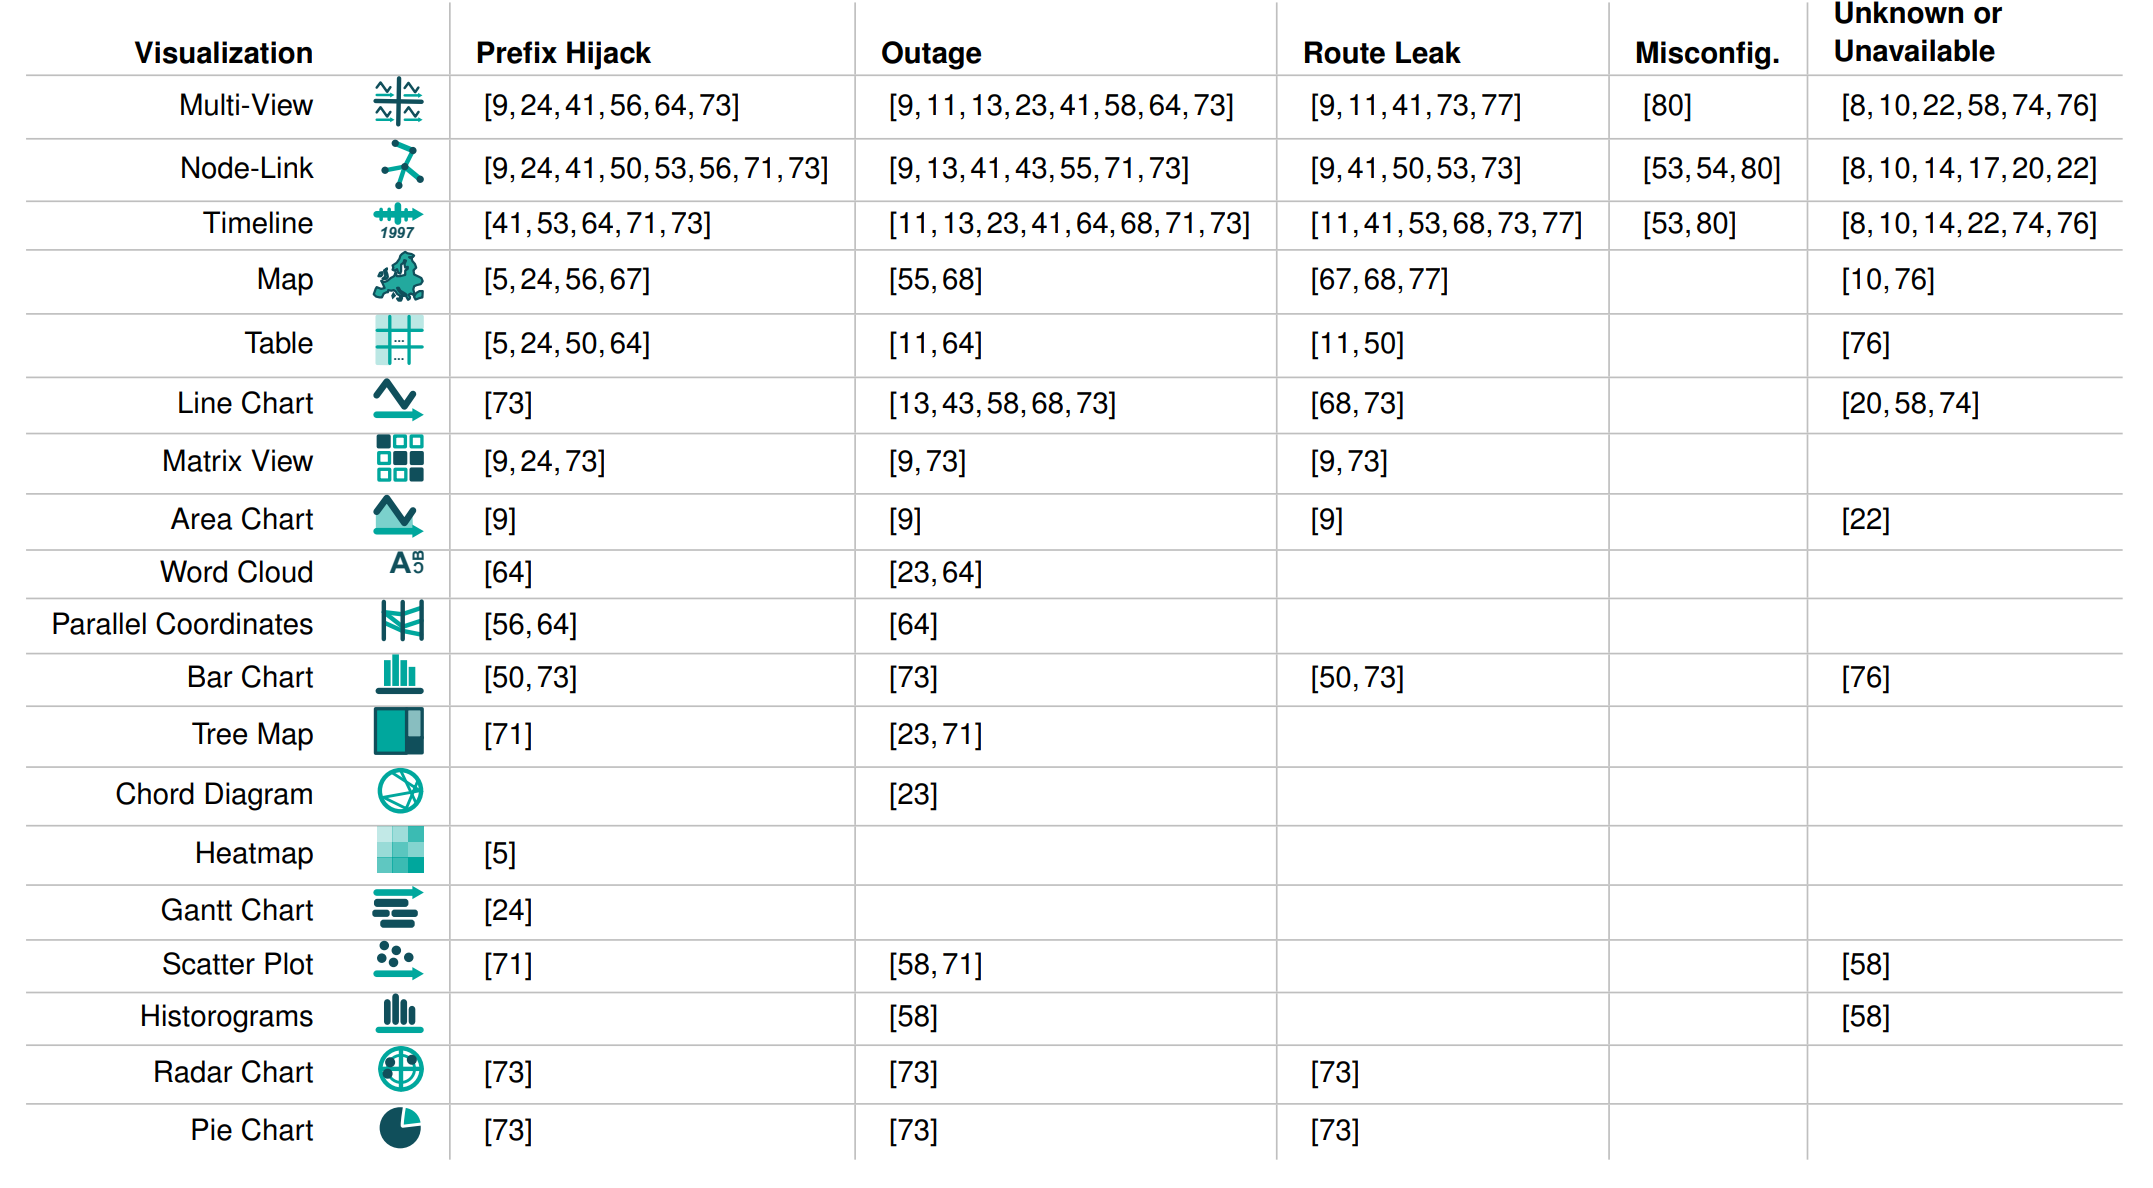 Visualization Prefix Hijack Outage Route Leak Misconfig. Unknown or
Unavailable
Multi-View [9, 24, 41, 56, 64, 73] [9, 11, 13, 23, 41, 58, 64, 73] [9, 11, 41, 73, 77] [80] [8, 10, 22, 58, 74, 76]
Node-Link [9, 24, 41, 50, 53, 56, 71, 73] [9, 13, 41, 43, 55, 71, 73] [9, 41, 50, 53, 73] [53, 54, 80] [8, 10, 14, 17, 20, 22]
Timeline 1997 [41, 53, 64, 71, 73] [11, 13, 23, 41, 64, 68, 71, 73] [11, 41, 53, 68, 73, 77] [53, 80] [8, 10, 14, 22, 74, 76]
Map [5, 24, 56, 67] [55, 68] [67, 68, 77] [10, 76]
Table ... ... [5, 24, 50, 64] [11, 64] [11, 50] [76]
Line Chart [73] [13, 43, 58, 68, 73] [68, 73] [20, 58, 74]
Matrix View [9, 24, 73] [9, 73] [9, 73]
Area Chart [9] [9] [9] [22]
Word Cloud A B C [64] [23, 64]
Parallel Coordinates [56, 64] [64]
Bar Chart [50, 73] [73] [50, 73] [76]
Tree Map [71] [23, 71]
Chord Diagram [23]
Heatmap [5]
Gantt Chart [24]
Scatter Plot [71] [58, 71] [58]
Historograms [58] [58]
Radar Chart [73] [73] [73]
Pie Chart [73] [73] [73]